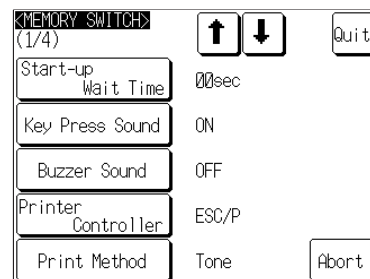 <MEMORY SWITCH>
(1/4)
Quit
Start-up
Wait Time
00sec
Key Press Sound
ON
Buzzer Sound
OFF
Printer
Controller
ESC/P
Print Method
Tone
Abort